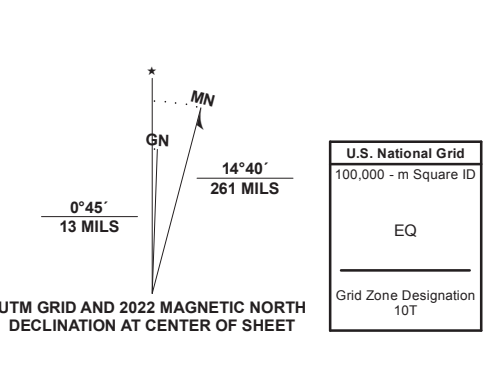 MN
GN
14°40´
261 MILS
0°45´
13 MILS
UTM GRID AND 2022 MAGNETIC NORTH
DECLINATION AT CENTER OF SHEET
U.S. National Grid
100,000 - m Square ID
EQ
Grid Zone Designation
10T